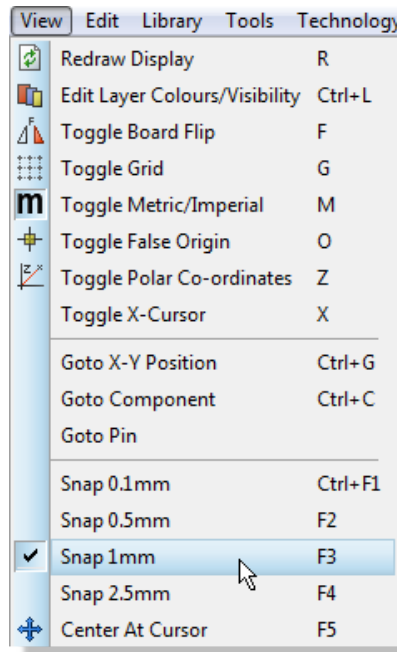 View Edit Library Tools Technology
Redraw Display R
Edit Layer Colours/Visibility Ctrl+L
F Toggle Board Flip F
Toggle Grid G
m Toggle Metric/Imperial M
Toggle False Origin O
z x Toggle Polar Co-ordinates Z
Toggle X-Cursor X
Goto X-Y Position Ctrl+G
Goto Component Ctrl+C
Goto Pin
Snap 0.1mm Ctrl+F1
Snap 0.5mm F2
Snap 1mm F3
Snap 2.5mm F4
Center At Cursor F5